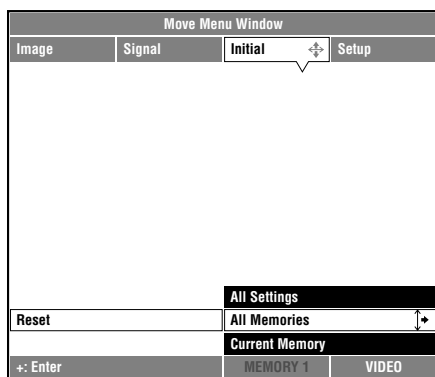 Move Menu Window
Image Signal Initial Setup
All Settings
Reset All Memories
Current Memory
+: Enter MEMORY 1 VIDEO